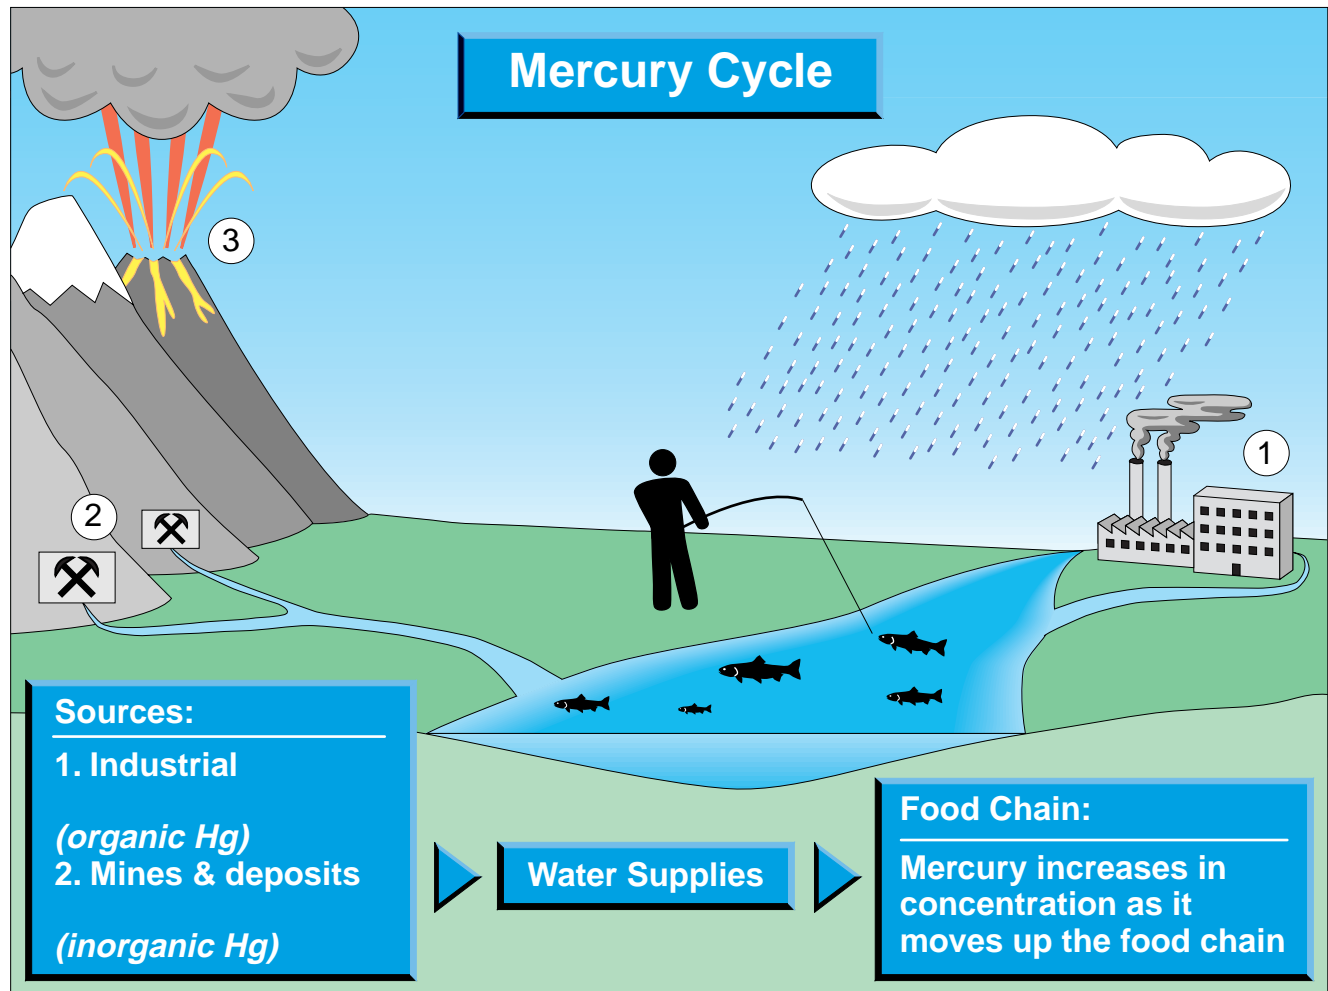 Mercury Cycle
3
1
2
Sources:
1. Industrial
(organic Hg)
2. Mines & deposits
(inorganic Hg)
Water Supplies
Food Chain:
Mercury increases in
concentration as it
moves up the food chain